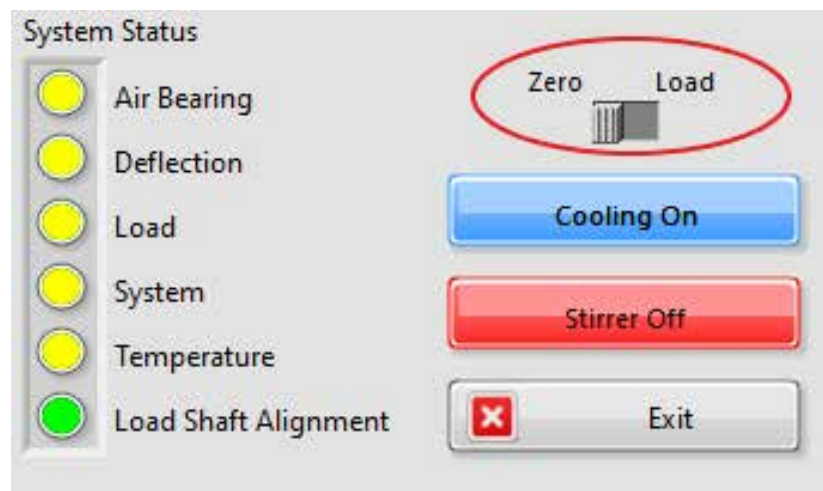 System Status
Air Bearing
Deflection
Load
System
Temperature
Load Shaft Alignment
Zero Load
Cooling On
Stirrer Off
Exit